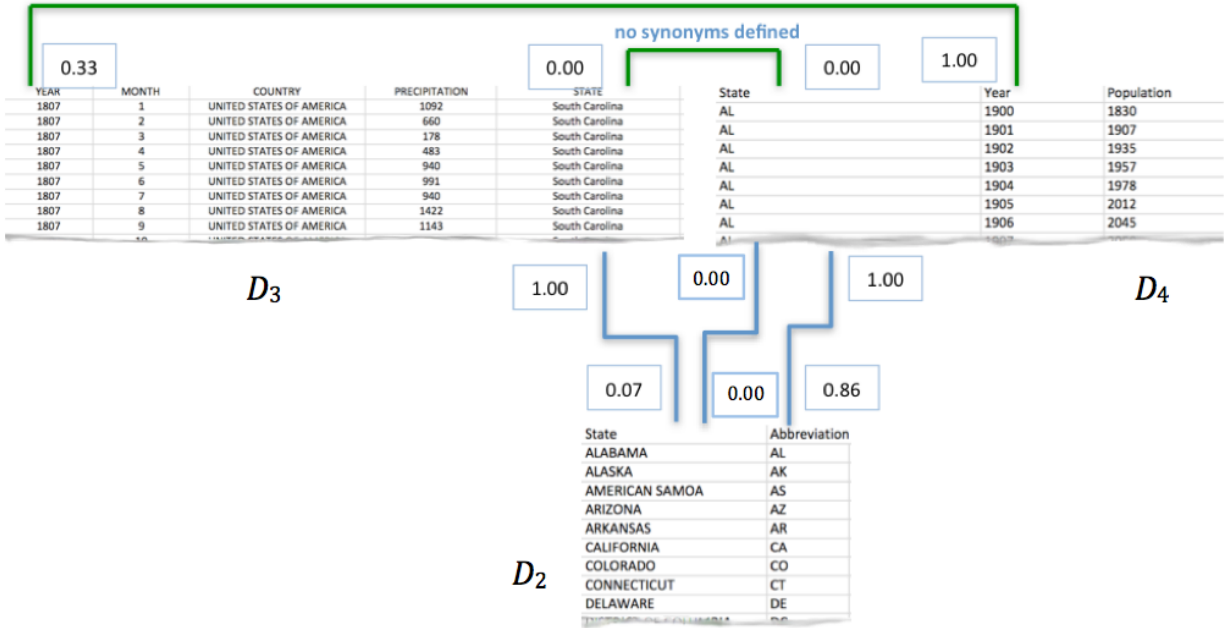 no synonyms defined
0.33 0.00 0.00 1.00
YEAR MONTH COUNTRY PRECIPITATION STATE
1807 1 UNITED STATES OF AMERICA 1092 South Carolina
1807 2 UNITED STATES OF AMERICA 660 South Carolina
1807 3 UNITED STATES OF AMERICA 178 South Carolina
1807 4 UNITED STATES OF AMERICA 483 South Carolina
1807 5 UNITED STATES OF AMERICA 940 South Carolina
1807 6 UNITED STATES OF AMERICA 991 South Carolina
1807 7 UNITED STATES OF AMERICA 940 South Carolina
1807 8 UNITED STATES OF AMERICA 1422 South Carolina
1807 9 UNITED STATES OF AMERICA 1143 South Carolina
State Year Population
AL 1900 1830
AL 1901 1907
AL 1902 1935
AL 1903 1957
AL 1904 1978
AL 1905 2012
AL 1906 2045
D3
1.00 0.00 1.00
D4
0.07 0.00 0.86
State Abbreviation
ALABAMA AL
ALASKA AK
AMERICAN SAMOA AS
ARIZONA AZ
ARKANSAS AR
CALIFORNIA CA
COLORADO CO
CONNECTICUT CT
DELAWARE DE
D2